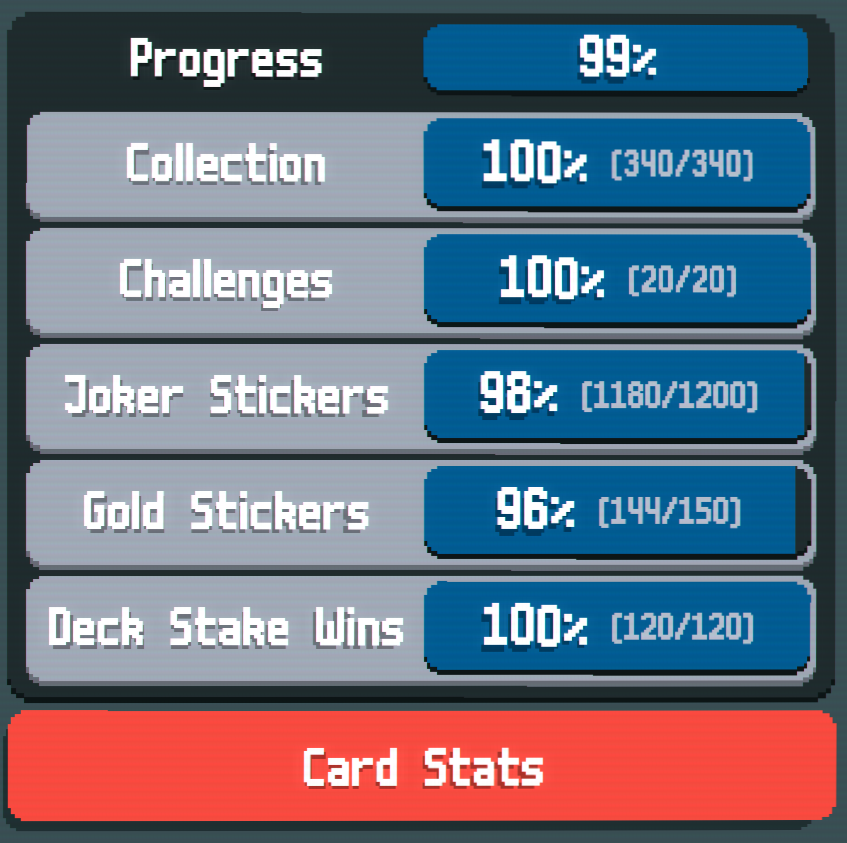 Progress 99%
Collection 100% [340/340]
Challenges 100% [20/20]
Joker Stickers 98% [1180/1200]
Gold Stickers 96% [144/150]
Deck Stake Wins 100% [120/120]
Card Stats